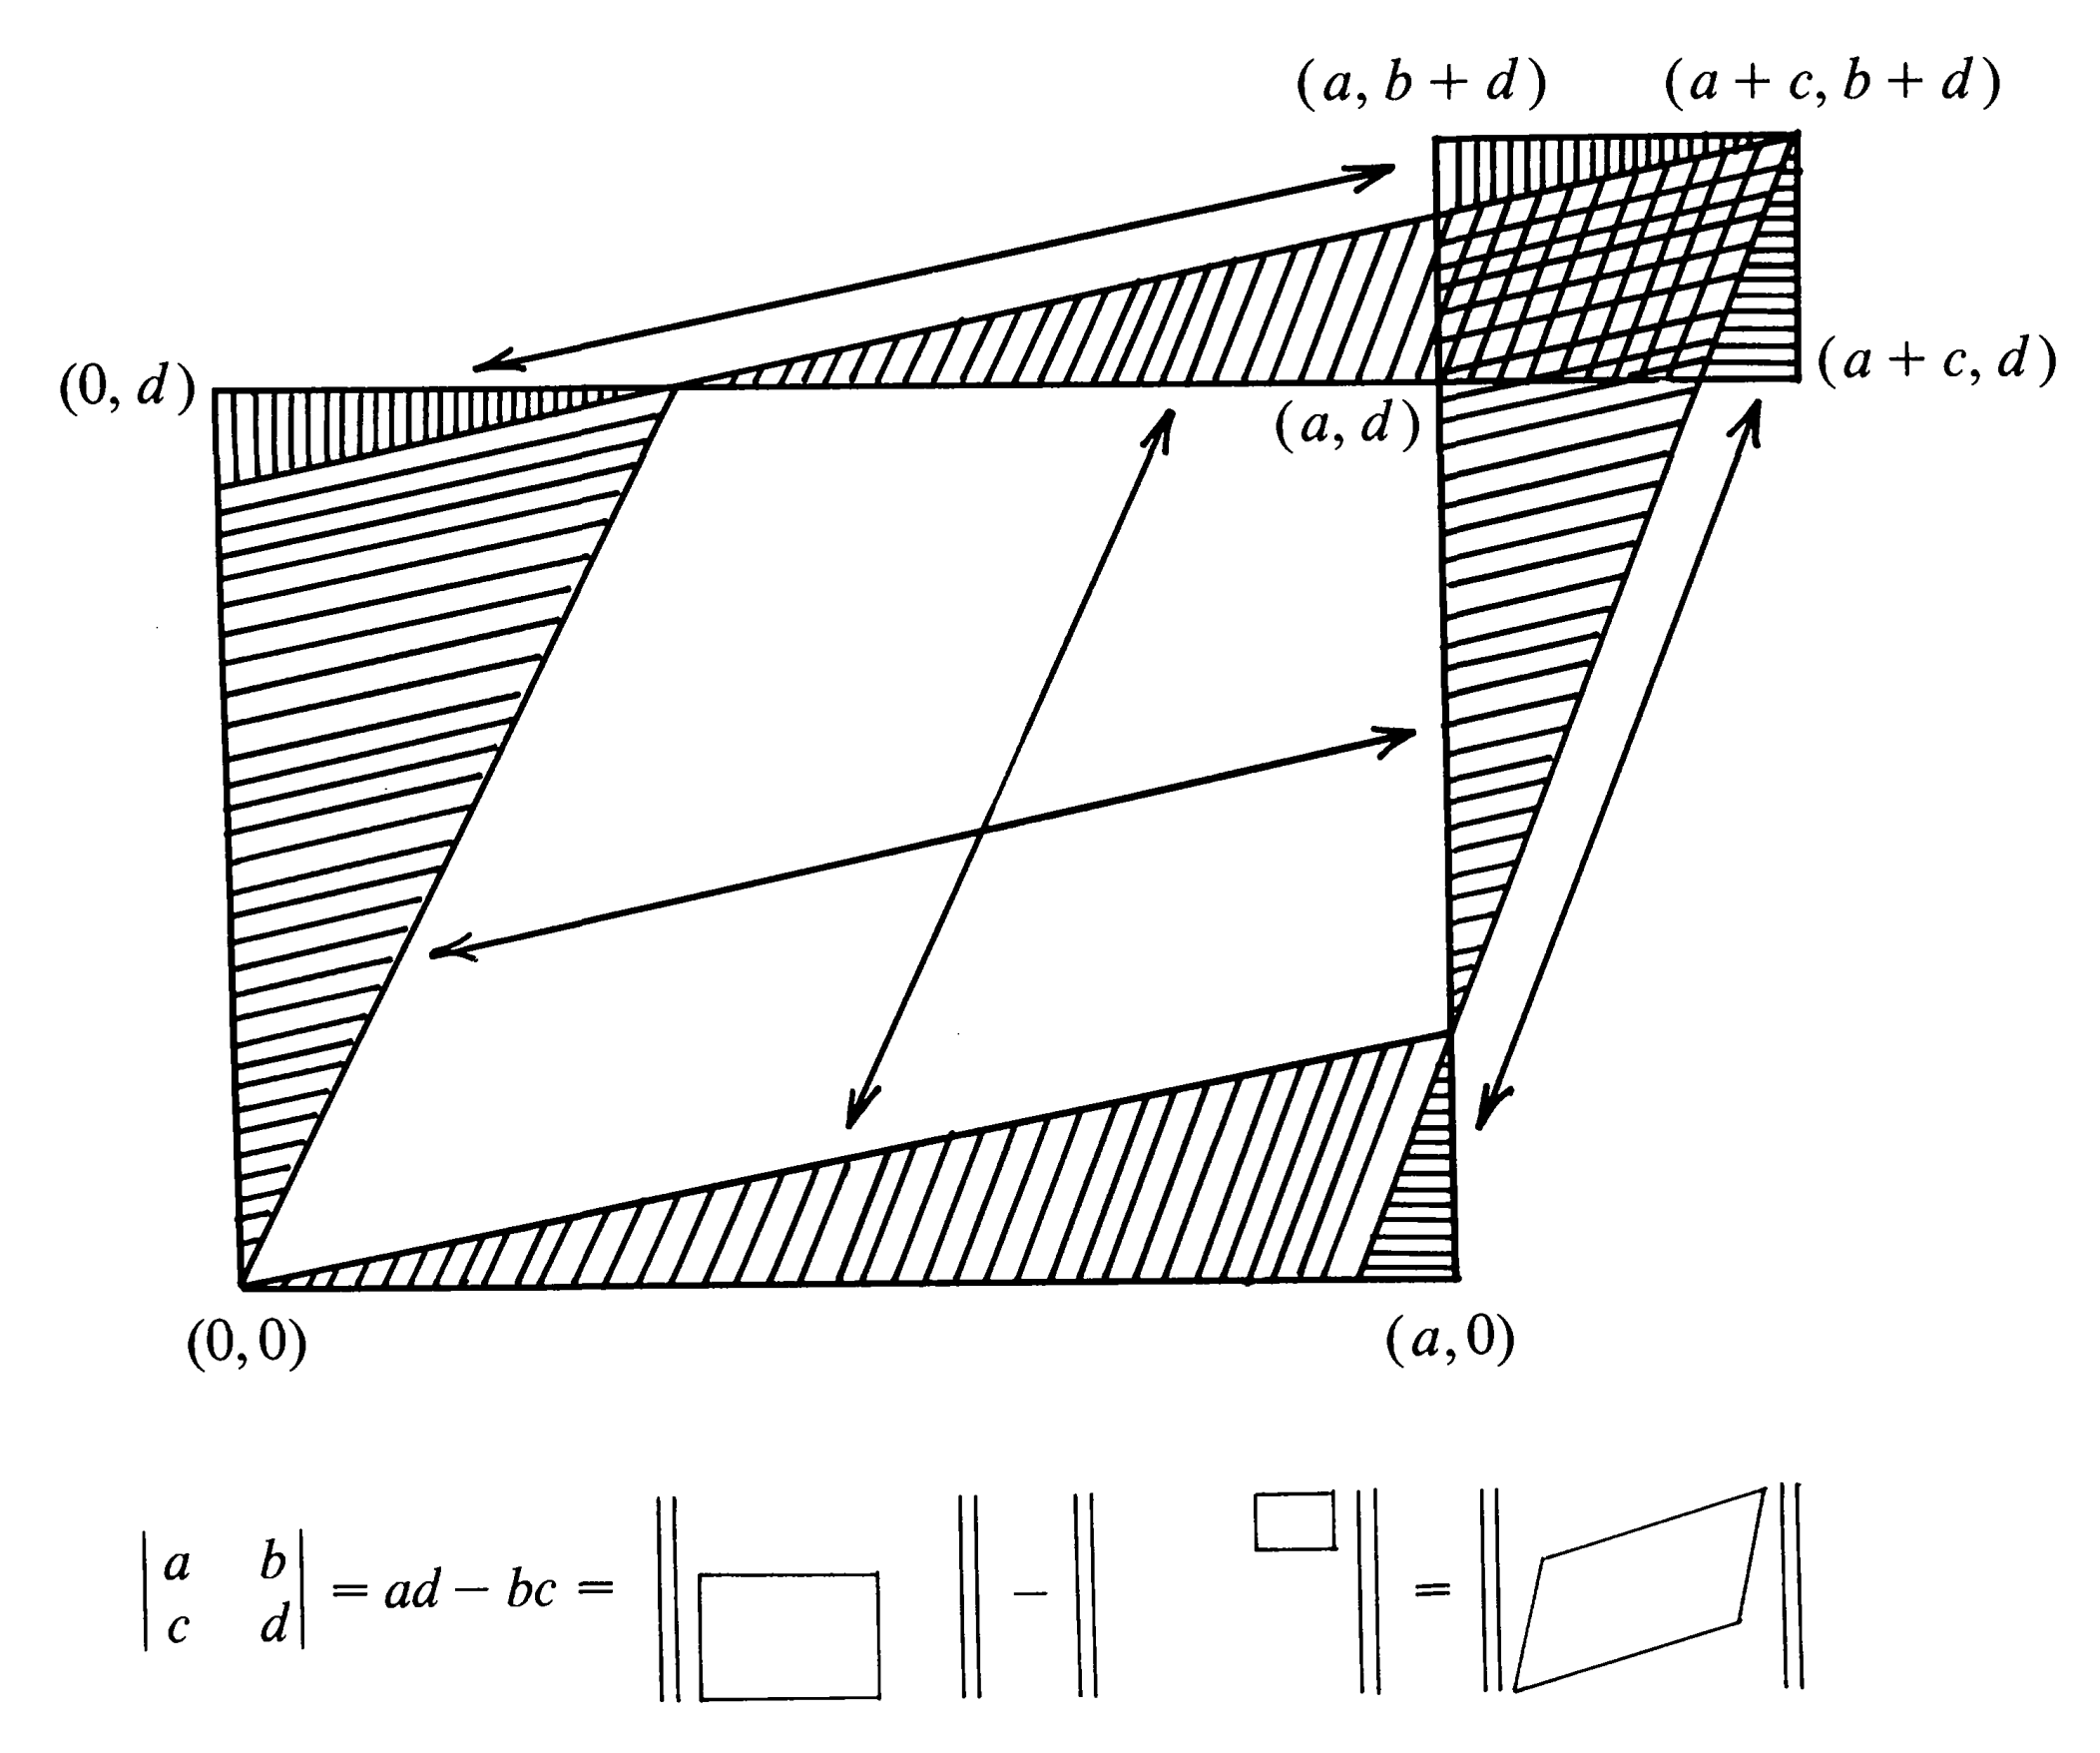 (a, b + d) (a + c, b + d)
(0, d) (a + c, d)
(a, d)
(0, 0) (a, 0)
| a b | = ad − bc = ‖ ‖ − ‖ ‖ = ‖ ‖
| c d |